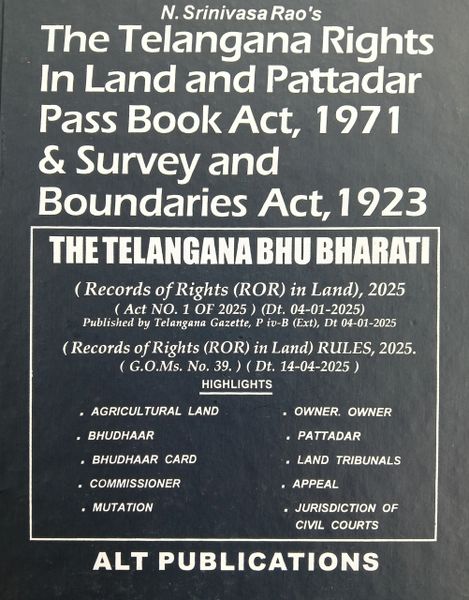 N. Srinivasa Rao's
The Telangana Rights
In Land and Pattadar
Pass Book Act, 1971
& Survey and
Boundaries Act, 1923
THE TELANGANA BHU BHARATI
( Records of Rights (ROR) in Land), 2025
( Act NO. 1 OF 2025 ) (Dt. 04-01-2025)
Published by Telangana Gazette, P iv-B (Ext), Dt 04-01-2025
(Records of Rights (ROR) in Land) RULES, 2025.
( G.O.Ms. No. 39. ) ( Dt. 14-04-2025 )
HIGHLIGHTS
. AGRICULTURAL LAND
. BHUDHAAR
. BHUDHAAR CARD
. COMMISSIONER
. MUTATION
. OWNER. OWNER
. PATTADAR
. LAND TRIBUNALS
. APPEAL
. JURISDICTION OF
CIVIL COURTS
ALT PUBLICATIONS